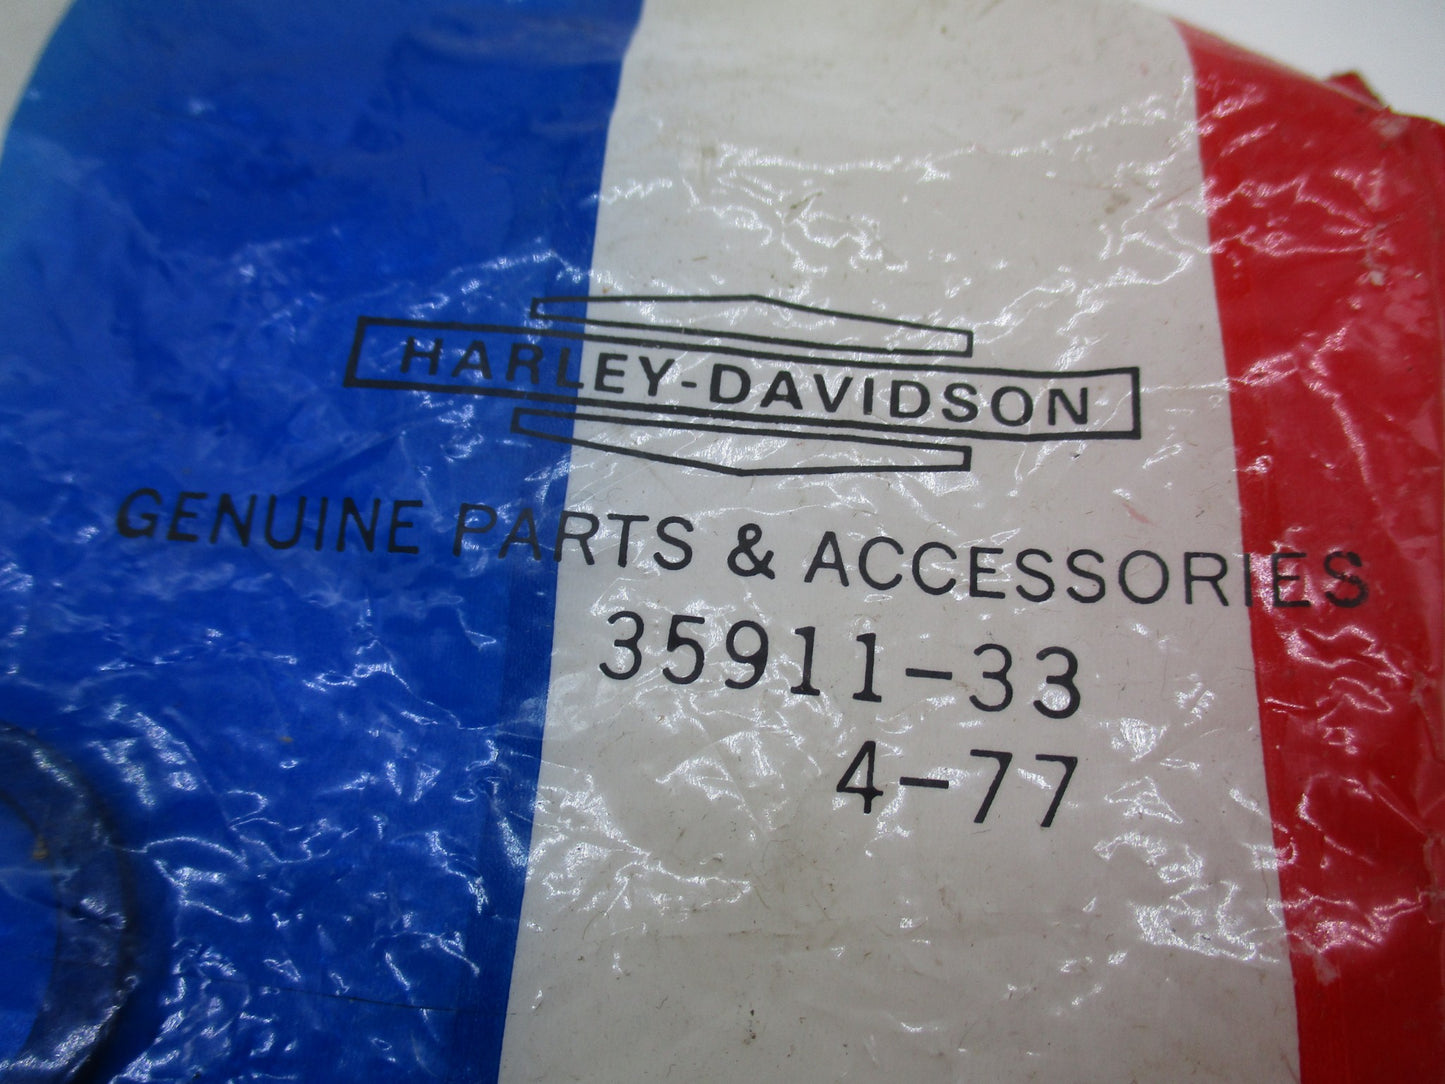 HARLEY-DAVIDSON
GENUINE PARTS & ACCESSORIES
35911-33
4-77